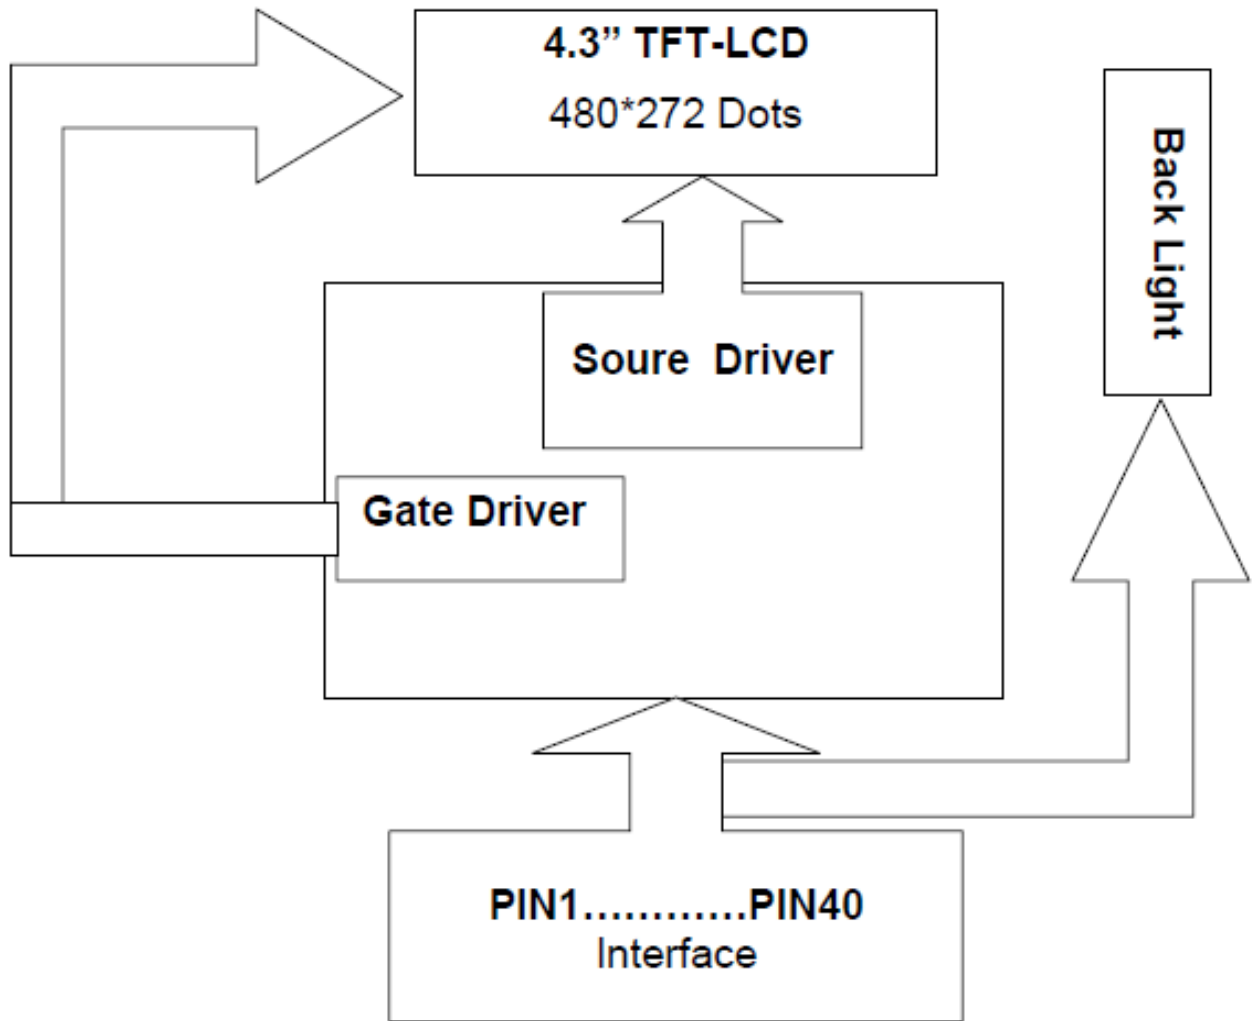 4.3” TFT-LCD
480*272 Dots
Back Light
Soure Driver
Gate Driver
PIN1............PIN40
Interface